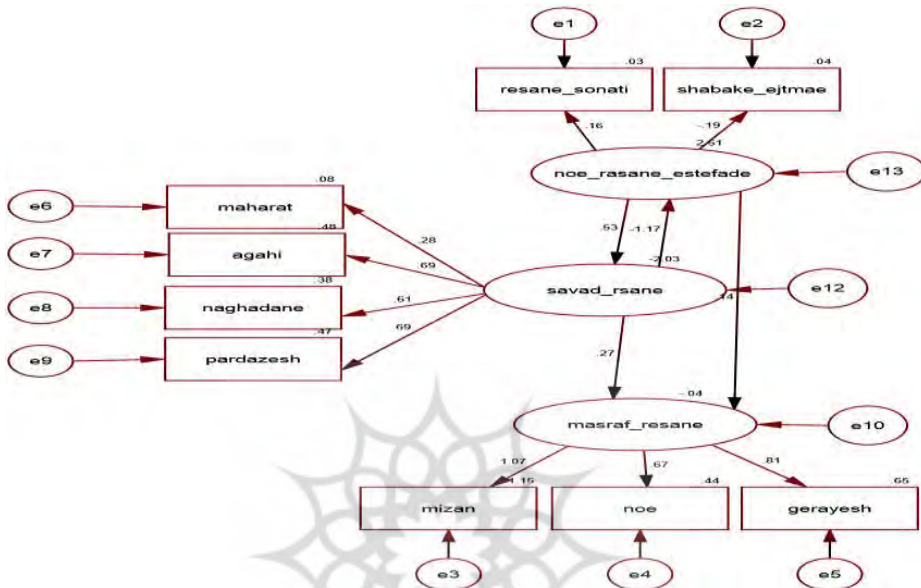 e1
e2
.03
.04
resane_sonati
shabake_ejtmae
.16
-.19
2.61
noe_rasane_estefade
e13
e6
.08
maharat
.48
e7
agahi
.28
.69
.53
-1.17
-2.03
.38
e8
naghadane
.61
savad_rsane
.14
e12
.47
e9
pardazesh
.69
.27
-.04
masraf_resane
e10
1.07
.67
.81
1.15
.44
.65
mizan
noe
gerayesh
e3
e4
e5